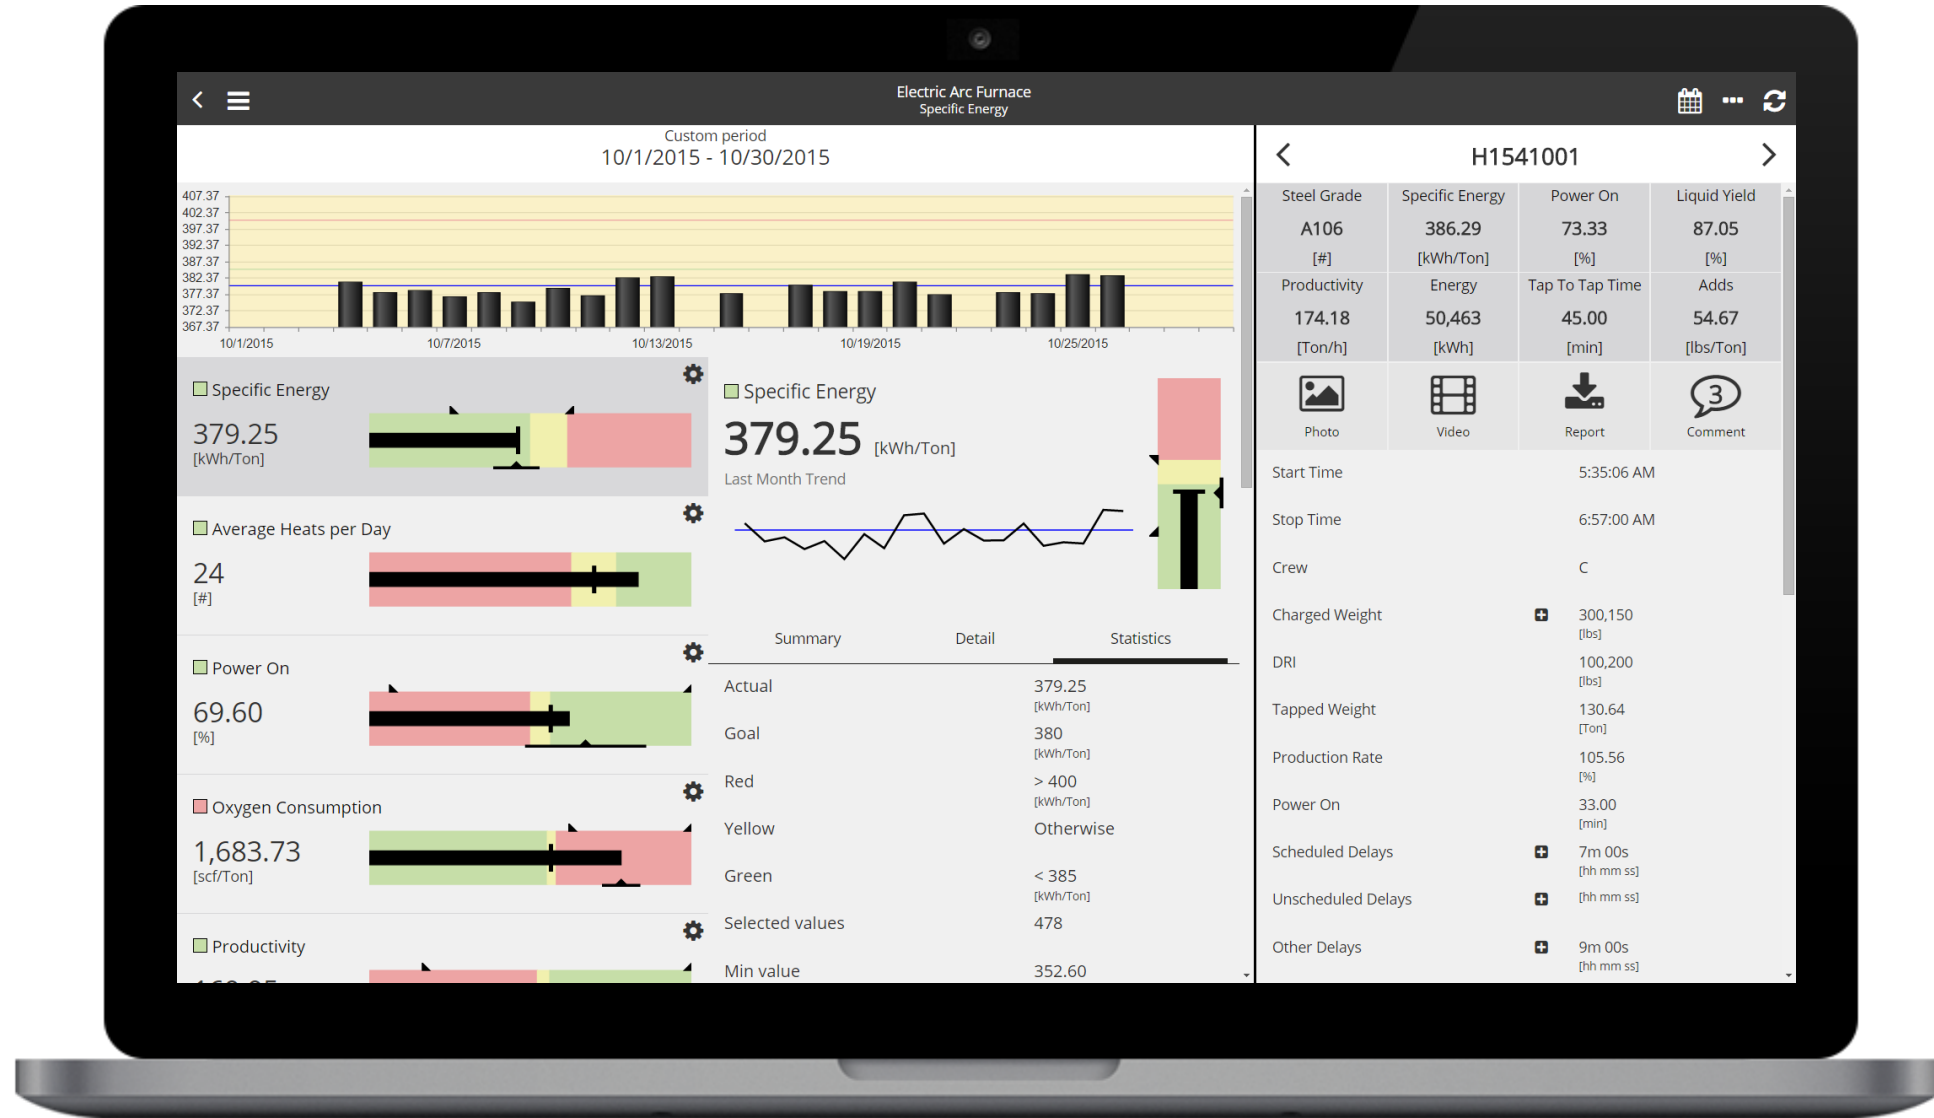 Electric Arc Furnace
Specific Energy
Custom period
10/1/2015 - 10/30/2015
407.37
402.37
397.37
392.37
387.37
382.37
377.37
372.37
367.37
10/1/2015 10/7/2015 10/13/2015 10/19/2015 10/25/2015
Specific Energy
379.25
[kWh/Ton]
Average Heats per Day
24
[#]
Power On
69.60
[%]
Oxygen Consumption
1,683.73
[scf/Ton]
Productivity
Specific Energy
379.25 [kWh/Ton]
Last Month Trend
Summary Detail Statistics
Actual 379.25
[kWh/Ton]
Goal 380
[kWh/Ton]
Red > 400
[kWh/Ton]
Yellow Otherwise
Green < 385
[kWh/Ton]
Selected values 478
Min value 352.60
H1541001
Steel Grade Specific Energy Power On Liquid Yield
A106 386.29 73.33 87.05
[#] [kWh/Ton] [%] [%]
Productivity Energy Tap To Tap Time Adds
174.18 50,463 45.00 54.67
[Ton/h] [kWh] [min] [lbs/Ton]
3
Photo Video Report Comment
Start Time 5:35:06 AM
Stop Time 6:57:00 AM
Crew C
Charged Weight 300,150
[lbs]
DRI 100,200
[lbs]
Tapped Weight 130.64
[Ton]
Production Rate 105.56
[%]
Power On 33.00
[min]
Scheduled Delays 7m 00s
[hh mm ss]
Unscheduled Delays [hh mm ss]
Other Delays 9m 00s
[hh mm ss]